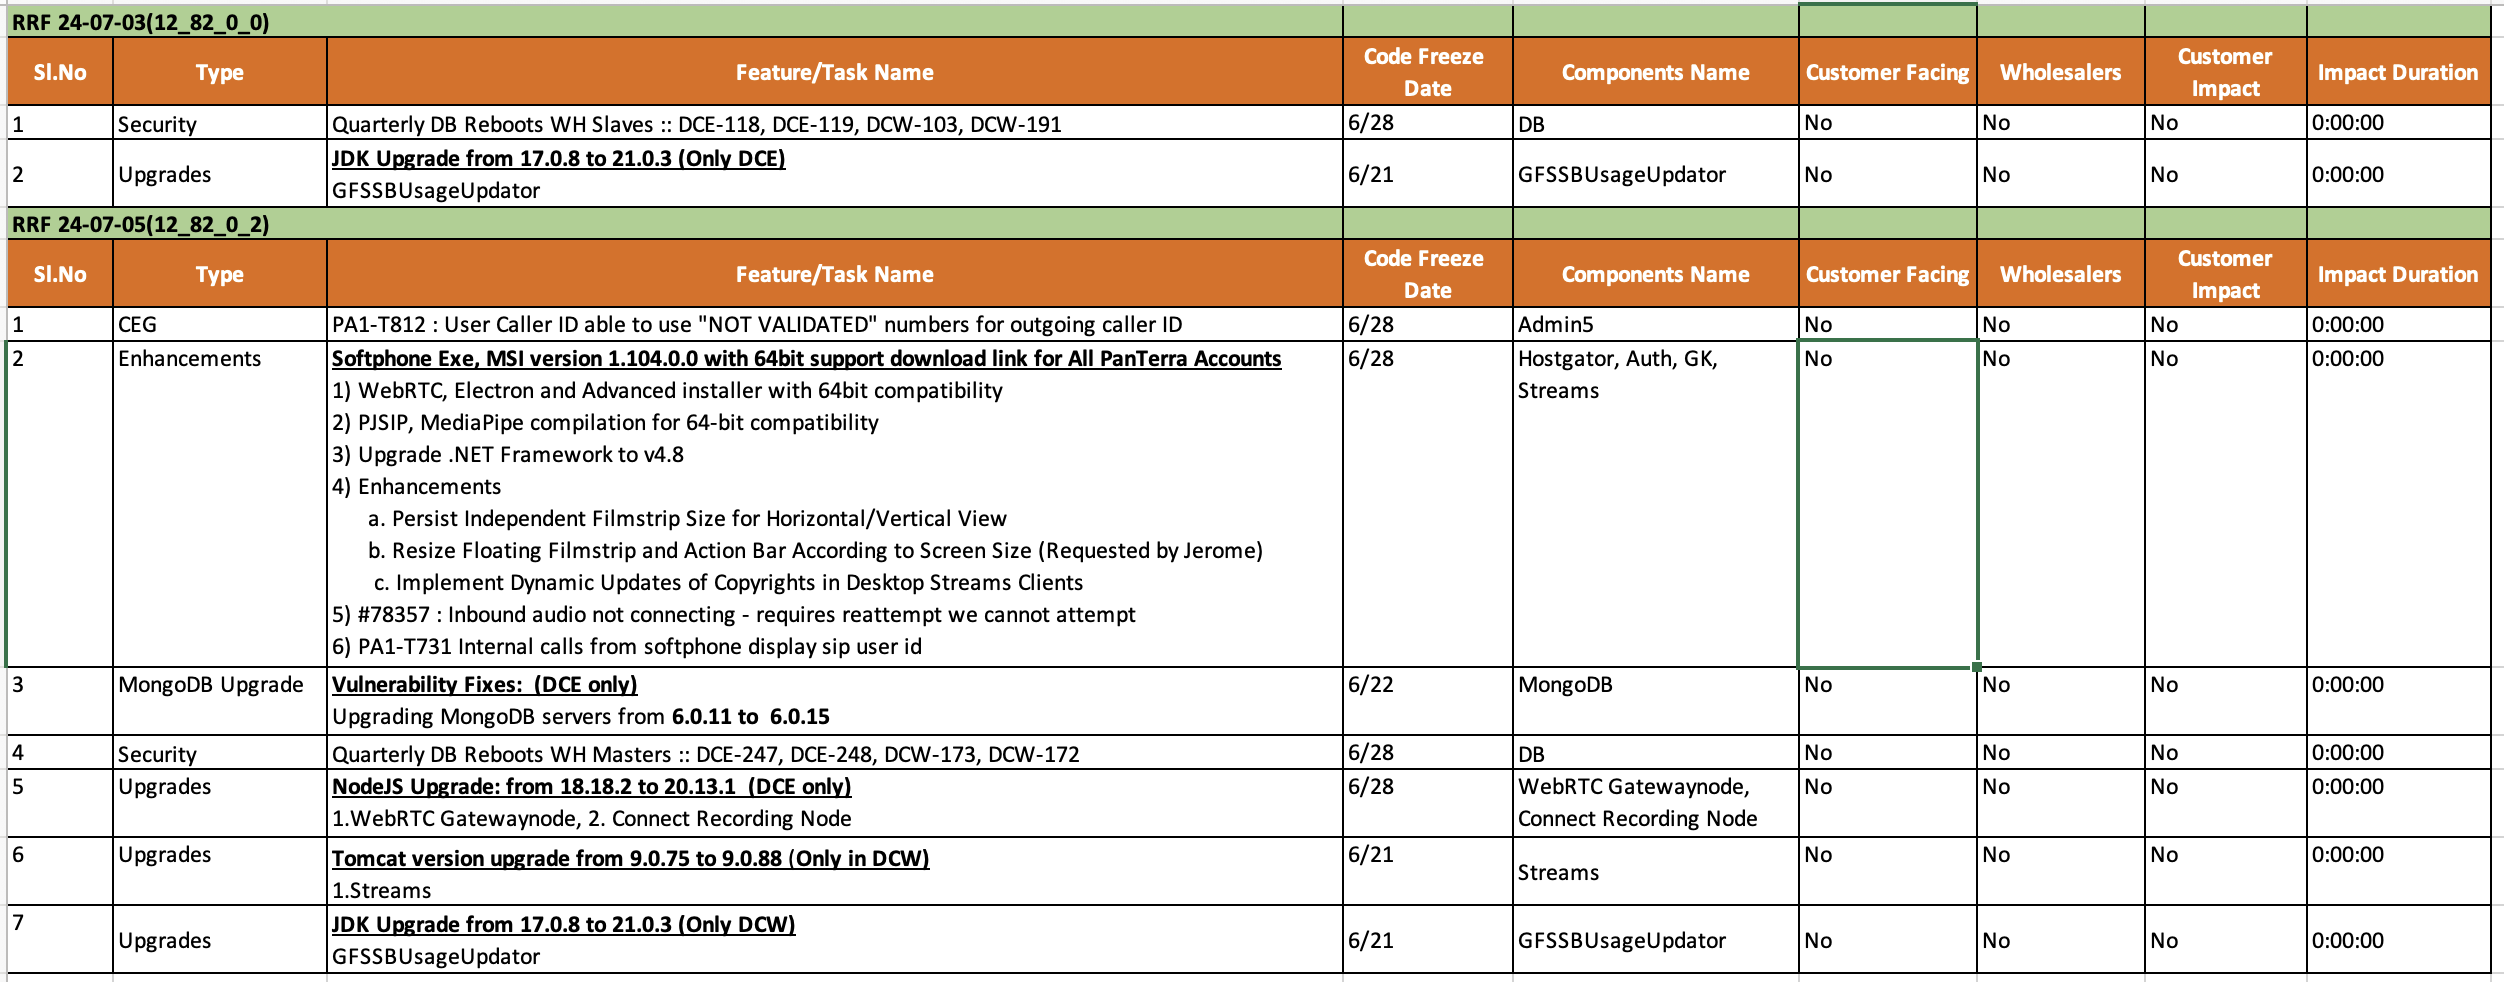 RRF 24-07-03(12_82_0_0)
Sl.No Type Feature/Task Name Code Freeze Date Components Name Customer Facing Wholesalers Customer Impact Impact Duration
1 Security Quarterly DB Reboots WH Slaves :: DCE-118, DCE-119, DCW-103, DCW-191 6/28 DB No No No 0:00:00
2 Upgrades JDK Upgrade from 17.0.8 to 21.0.3 (Only DCE)
GFSSBUsageUpdator 6/21 GFSSBUsageUpdator No No No 0:00:00
RRF 24-07-05(12_82_0_2)
Sl.No Type Feature/Task Name Code Freeze Date Components Name Customer Facing Wholesalers Customer Impact Impact Duration
1 CEG PA1-T812 : User Caller ID able to use "NOT VALIDATED" numbers for outgoing caller ID 6/28 Admin5 No No No 0:00:00
2 Enhancements Softphone Exe, MSI version 1.104.0.0 with 64bit support download link for All PanTerra Accounts 6/28 Hostgator, Auth, GK, No No No 0:00:00
1) WebRTC, Electron and Advanced installer with 64bit compatibility Streams
2) PJSIP, MediaPipe compilation for 64-bit compatibility
3) Upgrade .NET Framework to v4.8
4) Enhancements
a. Persist Independent Filmstrip Size for Horizontal/Vertical View
b. Resize Floating Filmstrip and Action Bar According to Screen Size (Requested by Jerome)
c. Implement Dynamic Updates of Copyrights in Desktop Streams Clients
5) #78357 : Inbound audio not connecting - requires reattempt we cannot attempt
6) PA1-T731 Internal calls from softphone display sip user id
3 MongoDB Upgrade Vulnerability Fixes:  (DCE only) 6/22 MongoDB No No No 0:00:00
Upgrading MongoDB servers from 6.0.11 to  6.0.15
4 Security Quarterly DB Reboots WH Masters :: DCE-247, DCE-248, DCW-173, DCW-172 6/28 DB No No No 0:00:00
5 Upgrades NodeJS Upgrade: from 18.18.2 to 20.13.1  (DCE only) 6/28 WebRTC Gatewaynode, No No No 0:00:00
1.WebRTC Gatewaynode, 2. Connect Recording Node Connect Recording Node
6 Upgrades Tomcat version upgrade from 9.0.75 to 9.0.88 (Only in DCW) 6/21 Streams No No No 0:00:00
1.Streams
7 Upgrades JDK Upgrade from 17.0.8 to 21.0.3 (Only DCW)
GFSSBUsageUpdator 6/21 GFSSBUsageUpdator No No No 0:00:00